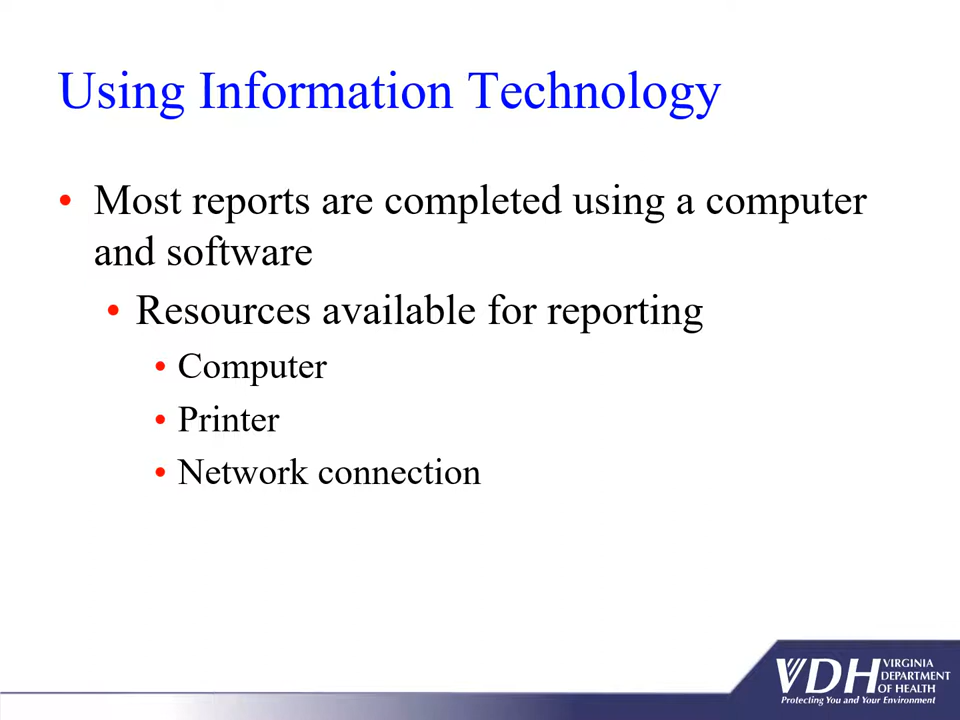 Using Information Technology
• Most reports are completed using a computer
and software
• Resources available for reporting
• Computer
• Printer
• Network connection
VDH VIRGINIA
DEPARTMENT
OF HEALTH
Protecting You and Your Environment